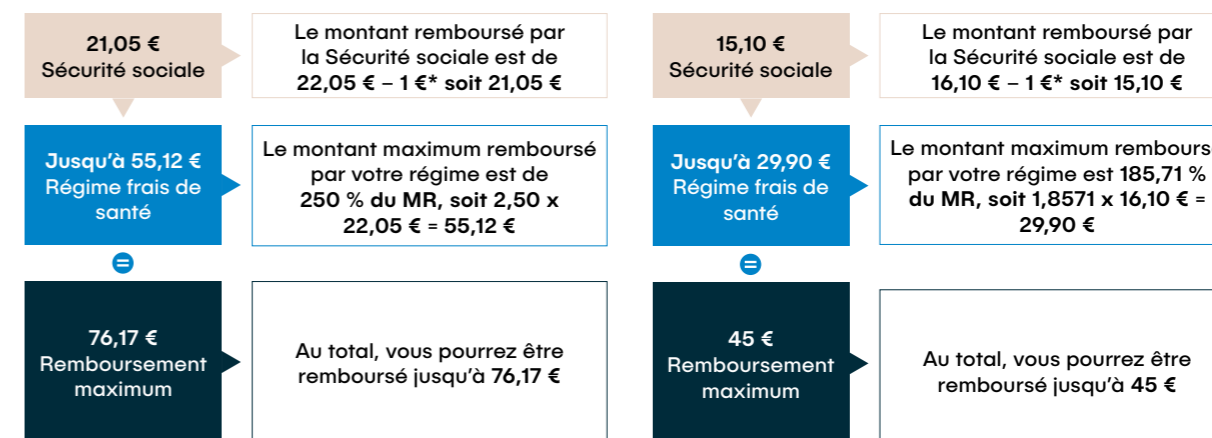 21,05 €
Sécurité sociale
Le montant remboursé par
la Sécurité sociale est de
22,05 € – 1 €* soit 21,05 €
Jusqu'à 55,12 €
Régime frais de
santé
Le montant maximum remboursé
par votre régime est de
250 % du MR, soit 2,50 x
22,05 € = 55,12 €
=
76,17 €
Remboursement
maximum
Au total, vous pourrez être
remboursé jusqu'à 76,17 €
15,10 €
Sécurité sociale
Le montant remboursé par
la Sécurité sociale est de
16,10 € – 1 €* soit 15,10 €
Jusqu'à 29,90 €
Régime frais de
santé
Le montant maximum rembours
par votre régime est 185,71 %
du MR, soit 1,8571 x 16,10 € =
29,90 €
=
45 €
Remboursement
maximum
Au total, vous pourrez être
remboursé jusqu'à 45 €